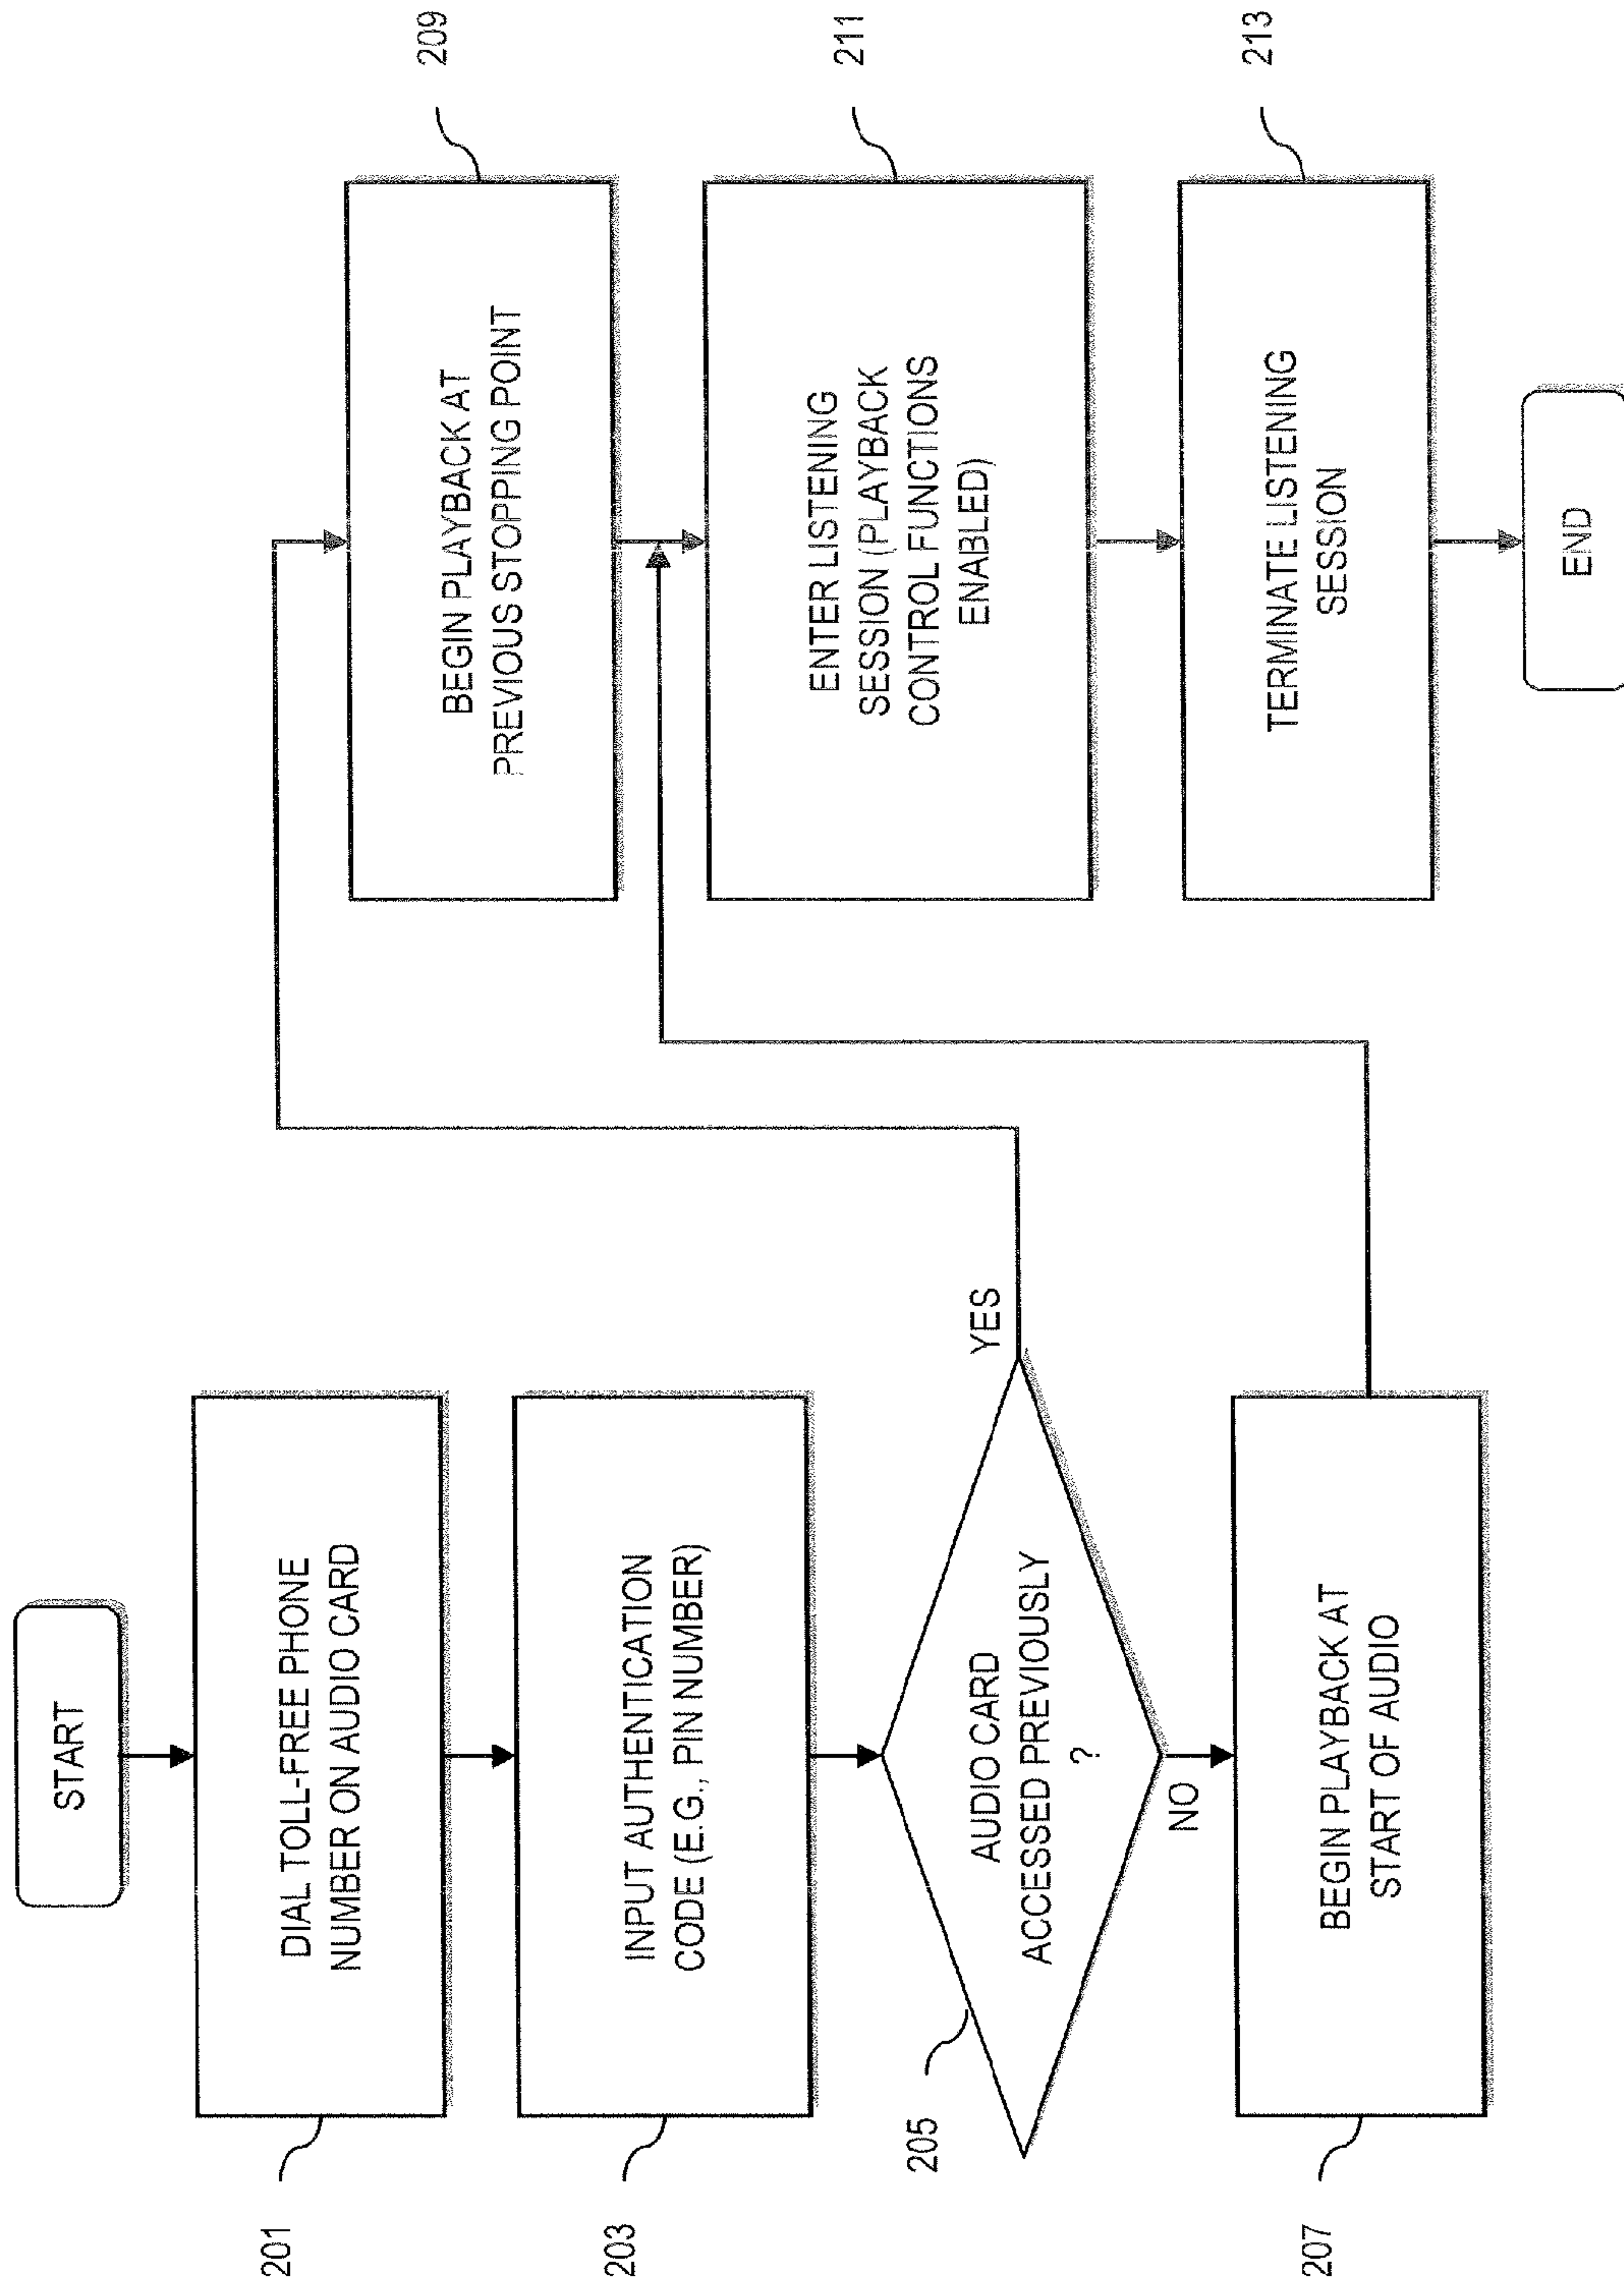 START
DIAL TOLL-FREE PHONE
NUMBER ON AUDIO CARD
201
INPUT AUTHENTICATION
CODE (E.G., PIN NUMBER)
203
AUDIO CARD
ACCESSED PREVIOUSLY
?
205
YES
NO
BEGIN PLAYBACK AT
START OF AUDIO
207
BEGIN PLAYBACK AT
PREVIOUS STOPPING POINT
209
ENTER LISTENING
SESSION (PLAYBACK
CONTROL FUNCTIONS
ENABLED)
211
TERMINATE LISTENING
SESSION
213
END